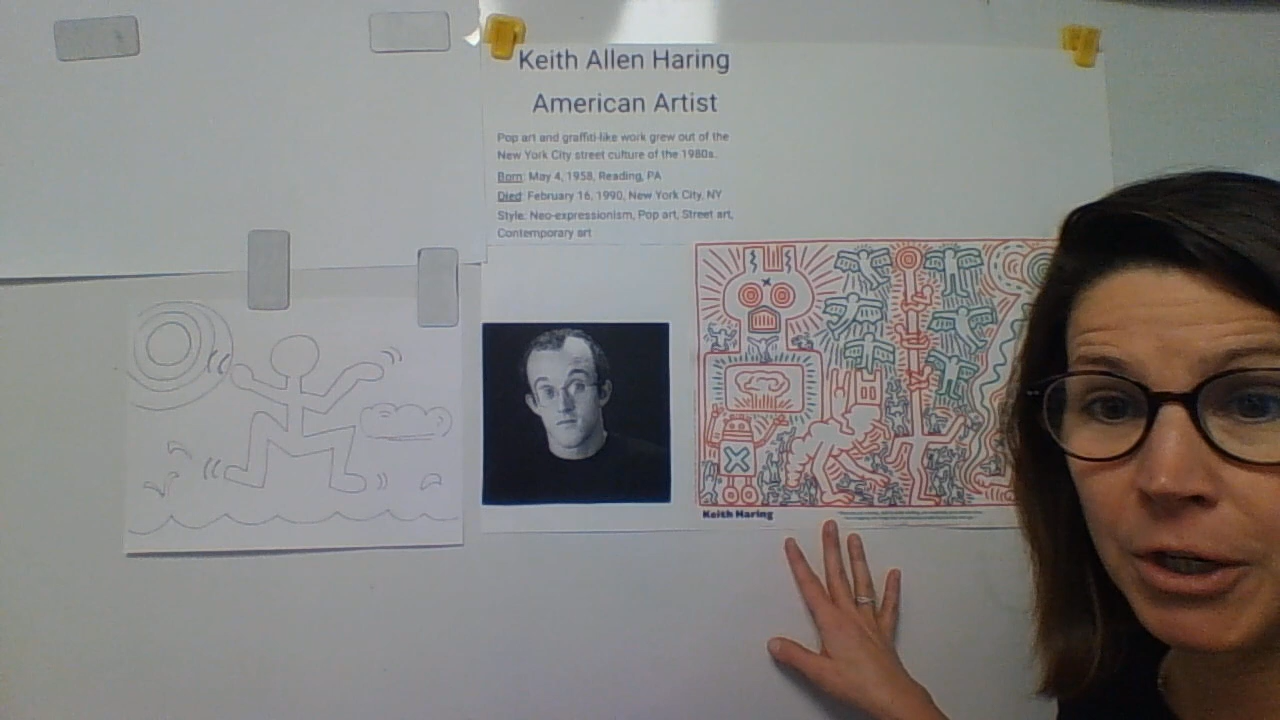 Keith Allen Haring
American Artist
Pop art and graffiti-like work grew out of the
New York City street culture of the 1980s.
Born: May 4, 1958, Reading, PA
Died: February 16, 1990, New York City, NY
Style: Neo-expressionism, Pop art, Street art,
Contemporary art
Keith Haring